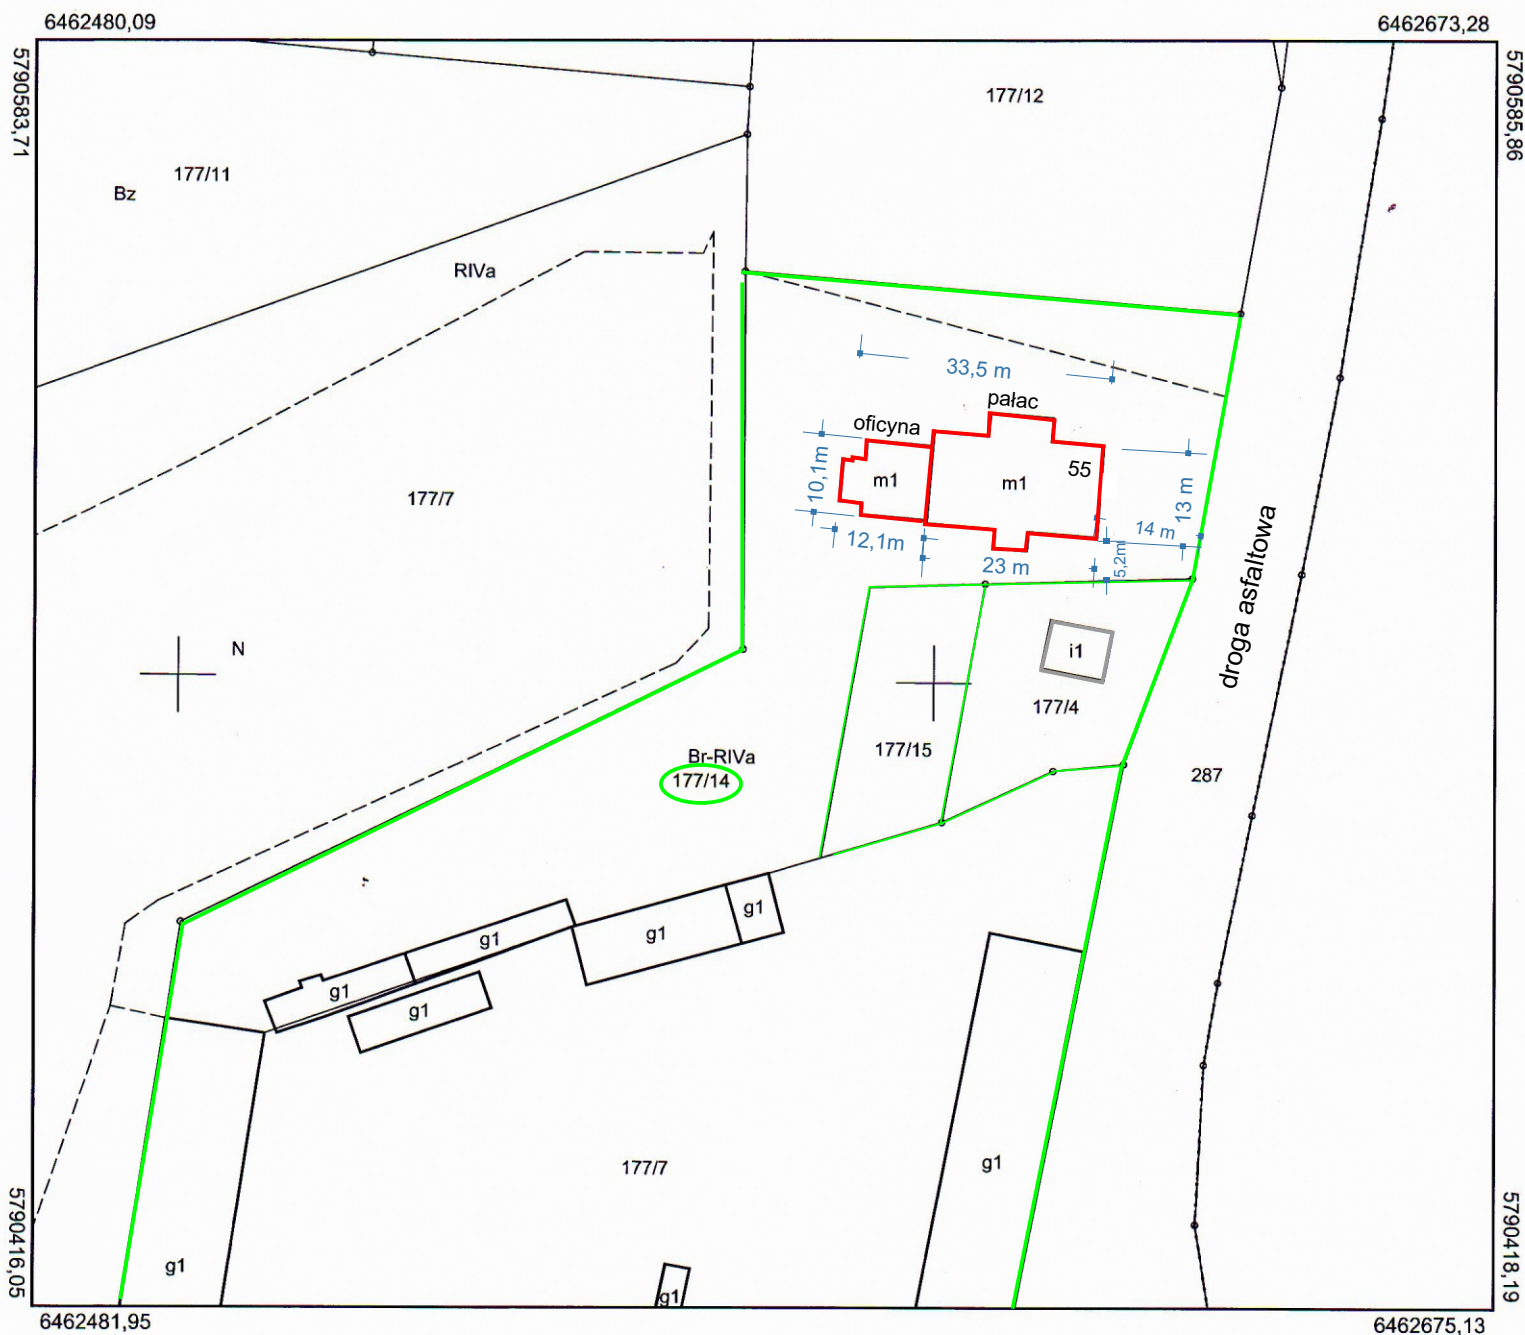 6462480,09
6462673,28
5790583,71
5790585,86
177/12
177/11
Bz
RIVa
33,5 m
pałac
oficyna
55
10,1m
m1
m1
177/7
13 m
14 m
12,1m
5,2m
23 m
droga asfaltowa
N
i1
177/4
177/15
Br-RIVa
177/14
287
g1
g1
g1
g1
g1
g1
177/7
g1
g1
5790416,05
5790418,19
6462481,95
6462675,13